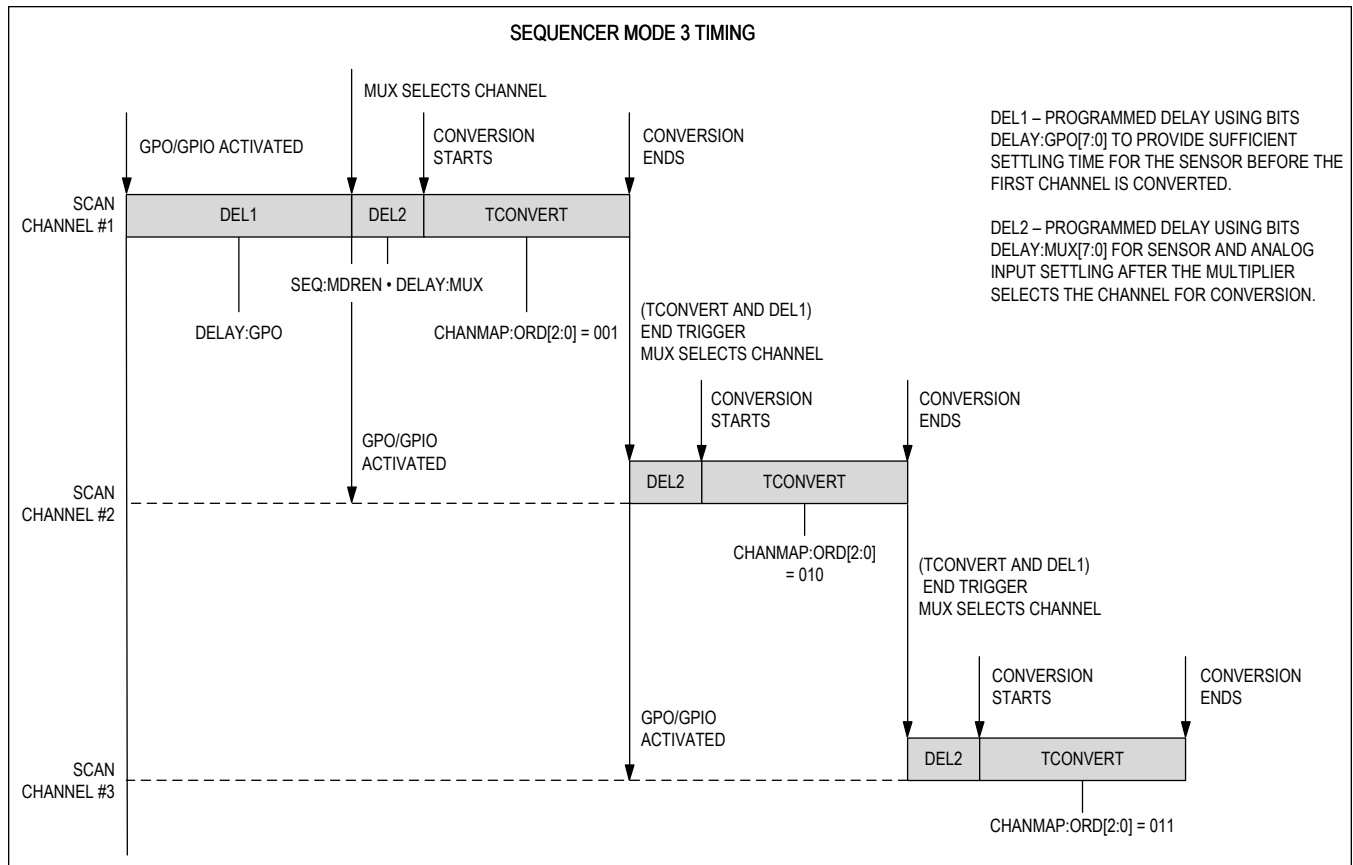 SEQUENCER MODE 3 TIMING
MUX SELECTS CHANNEL
GPO/GPIO ACTIVATED
CONVERSION
STARTS
CONVERSION
ENDS
DEL1 – PROGRAMMED DELAY USING BITS
DELAY:GPO[7:0] TO PROVIDE SUFFICIENT
SETTLING TIME FOR THE SENSOR BEFORE THE
FIRST CHANNEL IS CONVERTED.
DEL2 – PROGRAMMED DELAY USING BITS
DELAY:MUX[7:0] FOR SENSOR AND ANALOG
INPUT SETTLING AFTER THE MULTIPLIER
SELECTS THE CHANNEL FOR CONVERSION.
SCAN
CHANNEL #1
DEL1
DEL2
TCONVERT
SEQ:MDREN • DELAY:MUX
DELAY:GPO
CHANMAP:ORD[2:0] = 001
(TCONVERT AND DEL1)
END TRIGGER
MUX SELECTS CHANNEL
CONVERSION
STARTS
CONVERSION
ENDS
GPO/GPIO
ACTIVATED
SCAN
CHANNEL #2
DEL2
TCONVERT
CHANMAP:ORD[2:0]
= 010
(TCONVERT AND DEL1)
END TRIGGER
MUX SELECTS CHANNEL
CONVERSION
STARTS
CONVERSION
ENDS
GPO/GPIO
ACTIVATED
SCAN
CHANNEL #3
DEL2
TCONVERT
CHANMAP:ORD[2:0] = 011